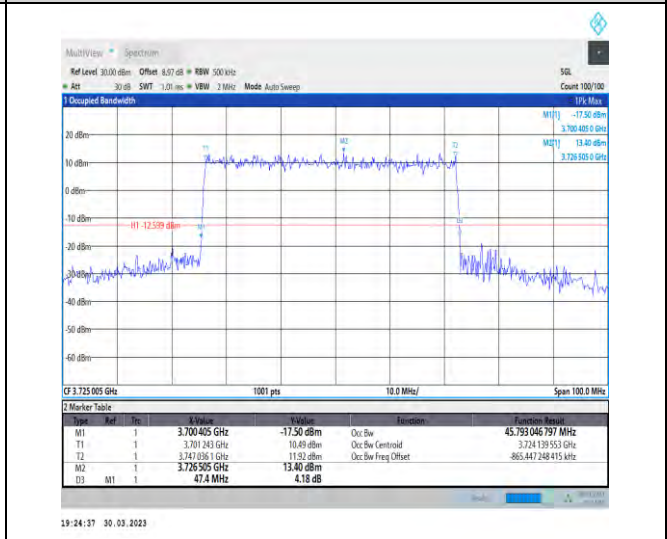 MultiView Spectrum
Ref Level 30.00 dBm Offset 8.97 dB RBW 500 kHz SGL
Att 30 dB SWT 1.01 ms VBW 2 MHz Mode Auto Sweep Count 100/100
1 Occupied Bandwidth 1Pk Max
M1[1] -17.50 dBm
3.700 405 0 GHz
M2[1] 13.40 dBm
3.726 505 0 GHz
20 dBm
M2
T1 T2
10 dBm
0 dBm
-10 dBm
H1 -12.599 dBm M1 D3
-20 dBm
-30 dBm
-40 dBm
-50 dBm
-60 dBm
CF 3.725 005 GHz 1001 pts 10.0 MHz/ Span 100.0 MHz
2 Marker Table
Type Ref Trc X-Value Y-Value Function Function Result
M1 1 3.700 405 GHz -17.50 dBm Occ Bw 45.793 046 797 MHz
T1 1 3.701 243 GHz 10.49 dBm Occ Bw Centroid 3.724 139 553 GHz
T2 1 3.747 036 1 GHz 11.92 dBm Occ Bw Freq Offset -865.447 248 415 kHz
M2 1 3.726 505 GHz 13.40 dBm
D3 M1 1 47.4 MHz 4.18 dB
19:24:37 30.03.2023